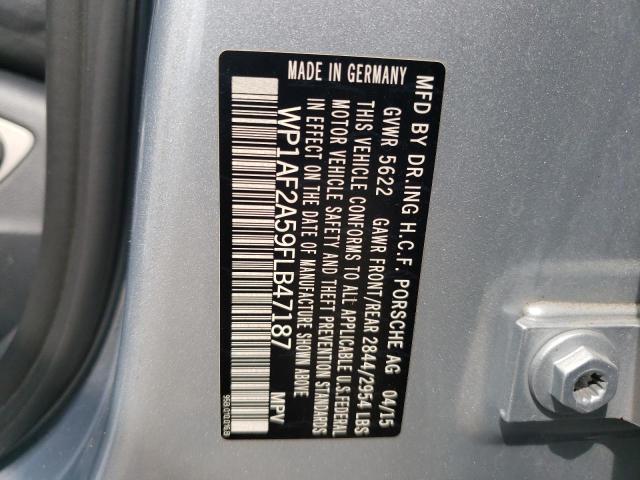 MFD BY DR.ING H.C.F. PORSCHE AG 04/15
GVWR 5622 GAWR FRONT/REAR 2844/2954 LBS
THIS VEHICLE CONFORMS TO ALL APPLICABLE U.S.FEDERAL
MOTOR VEHICLE SAFETY AND THEFT PREVENTION STANDARDS
IN EFFECT ON THE DATE OF MANUFACTURE SHOWN ABOVE
WP1AF2A59FLB47187 MPV
MADE IN GERMANY